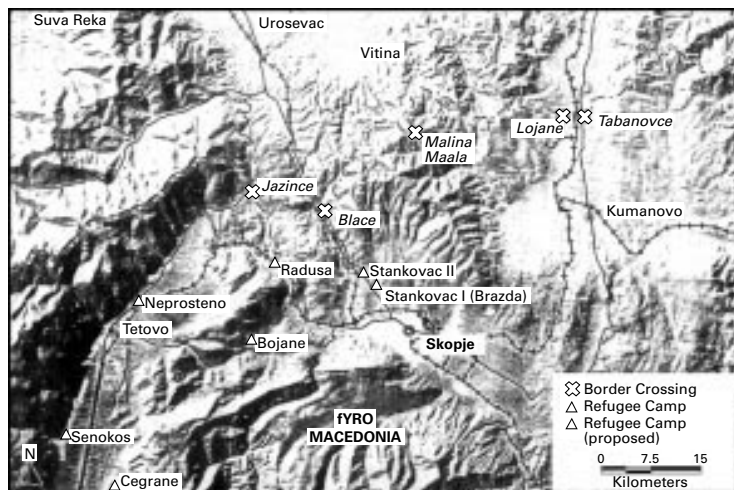 Suva Reka
Urosevac
Vitina
Lojane
Tabanovce
Malina
Maala
Jazince
Blace
Kumanovo
Radusa
Stankovac II
Stankovac I (Brazda)
Neprosteno
Tetovo
Bojane
Skopje
fYRO
MACEDONIA
Senokos
Cegrane
N
Border Crossing
Refugee Camp
Refugee Camp
(proposed)
0 7.5 15
Kilometers